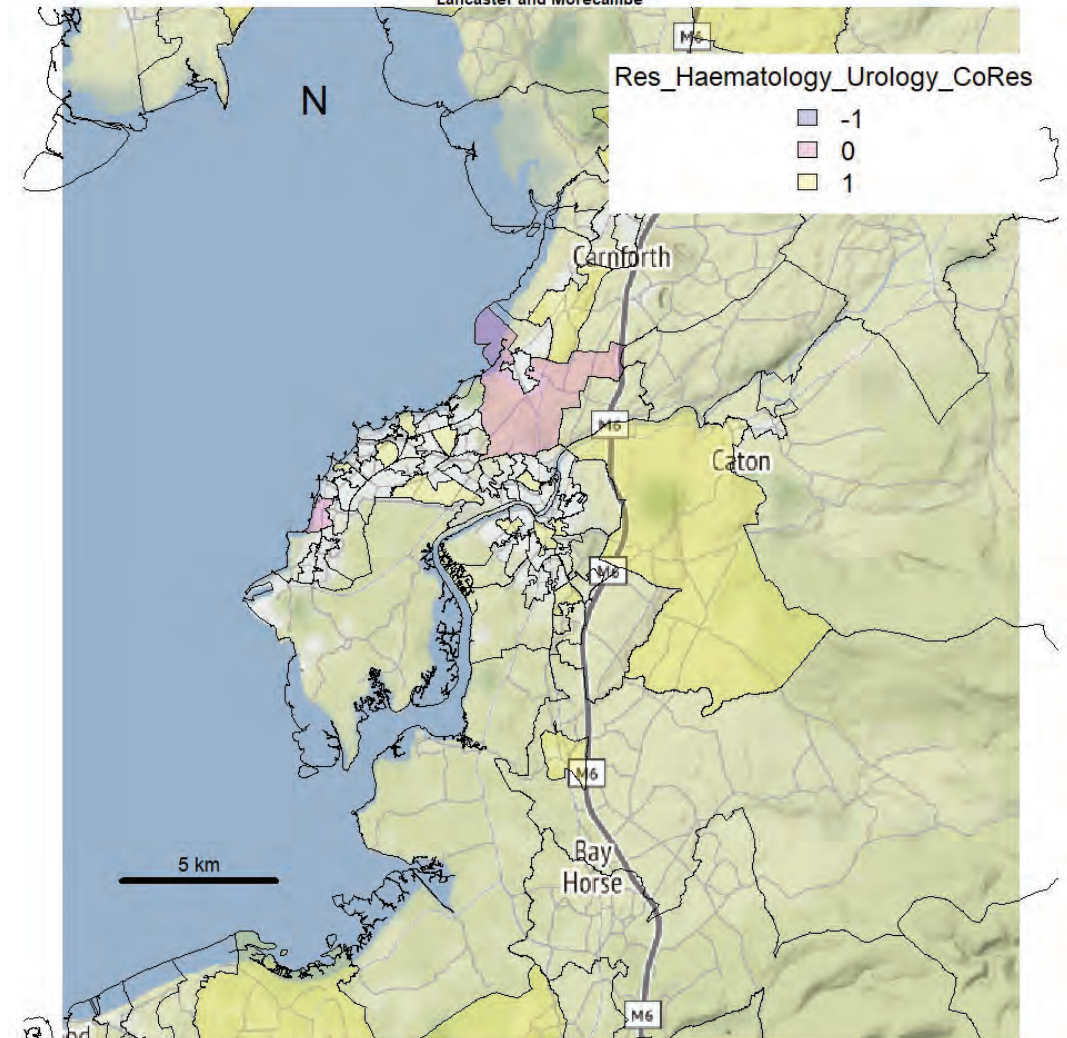 Lancaster and Morecambe
M6
N
Res_Haematology_Urology_CoRes
-1
0
1
Carnforth
M6
Caton
M6
M6
5 km
Bay
Horse
M6